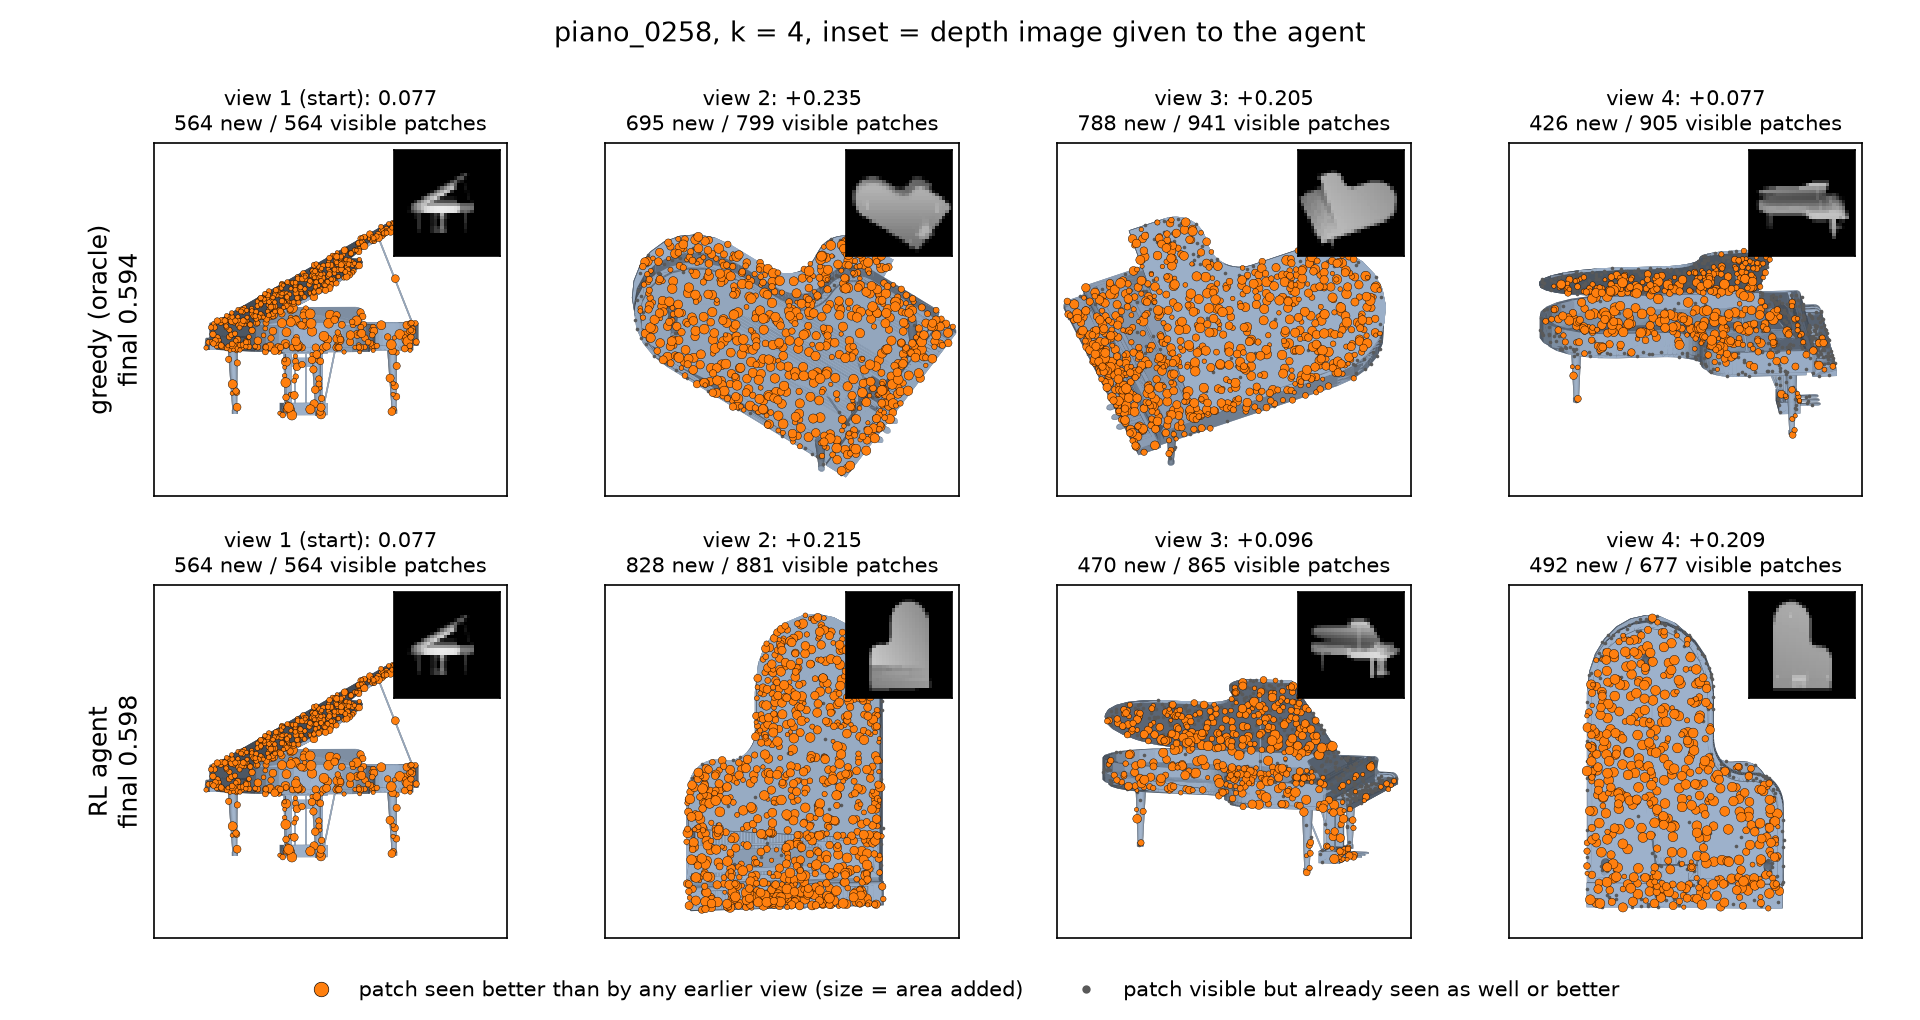 piano_0258, k = 4, inset = depth image given to the agent
view 1 (start): 0.077
564 new / 564 visible patches
view 2: +0.235
695 new / 799 visible patches
view 3: +0.205
788 new / 941 visible patches
view 4: +0.077
426 new / 905 visible patches
greedy (oracle)
final 0.594
view 1 (start): 0.077
564 new / 564 visible patches
view 2: +0.215
828 new / 881 visible patches
view 3: +0.096
470 new / 865 visible patches
view 4: +0.209
492 new / 677 visible patches
RL agent
final 0.598
patch seen better than by any earlier view (size = area added)
patch visible but already seen as well or better